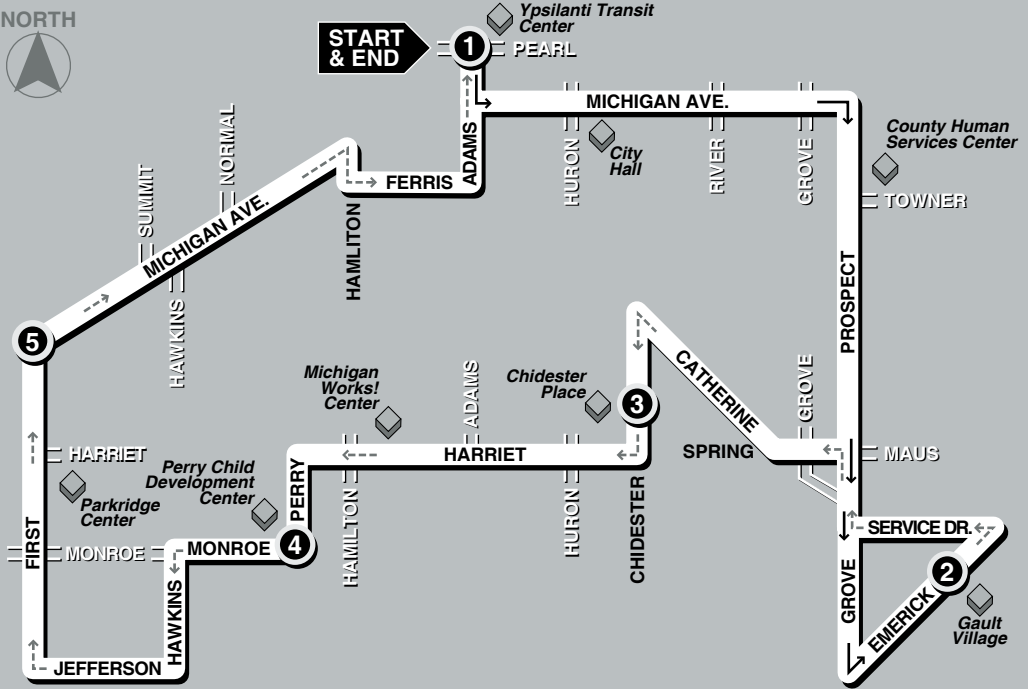 NORTH
START
& END
1
Ypsilanti Transit
Center
PEARL
MICHIGAN AVE.
ADAMS
FERRIS
HAMLITON
HURON
City
Hall
RIVER
GROVE
County Human
Services Center
TOWNER
PROSPECT
NORMAL
SUMMIT
MICHIGAN AVE.
HAWKINS
5
Michigan
Works!
Center
ADAMS
Chidester
Place
3
CATHERINE
SPRING
GROVE
MAUS
HARRIET
HARRIET
Parkridge
Center
Perry Child
Development
Center
PERRY
HAMILTON
HURON
CHIDESTER
FIRST
MONROE
MONROE
4
HAWKINS
JEFFERSON
SERVICE DR.
GROVE
EMERICK
2
Gault
Village